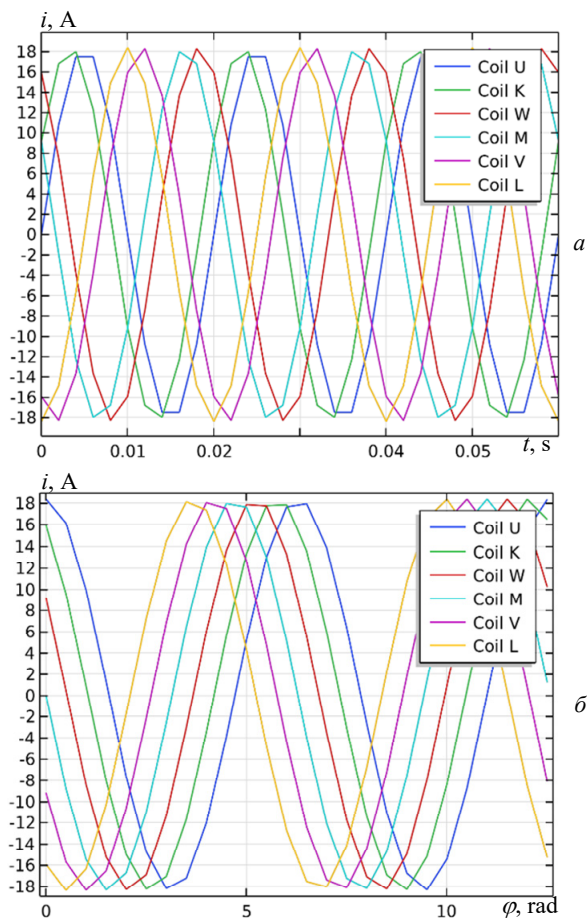 i, A
18
16
14
12
10
8
6
4
2
0
-2
-4
-6
-8
-10
-12
-14
-16
-18
Coil U
Coil K
Coil W
Coil M
Coil V
Coil L
а
0 0.01 0.02 0.04 0.05
t, s
i, A
18
16
14
12
10
8
6
4
2
0
-2
-4
-6
-8
-10
-12
-14
-16
-18
Coil U
Coil K
Coil W
Coil M
Coil V
Coil L
б
0 5 10
φ, rad